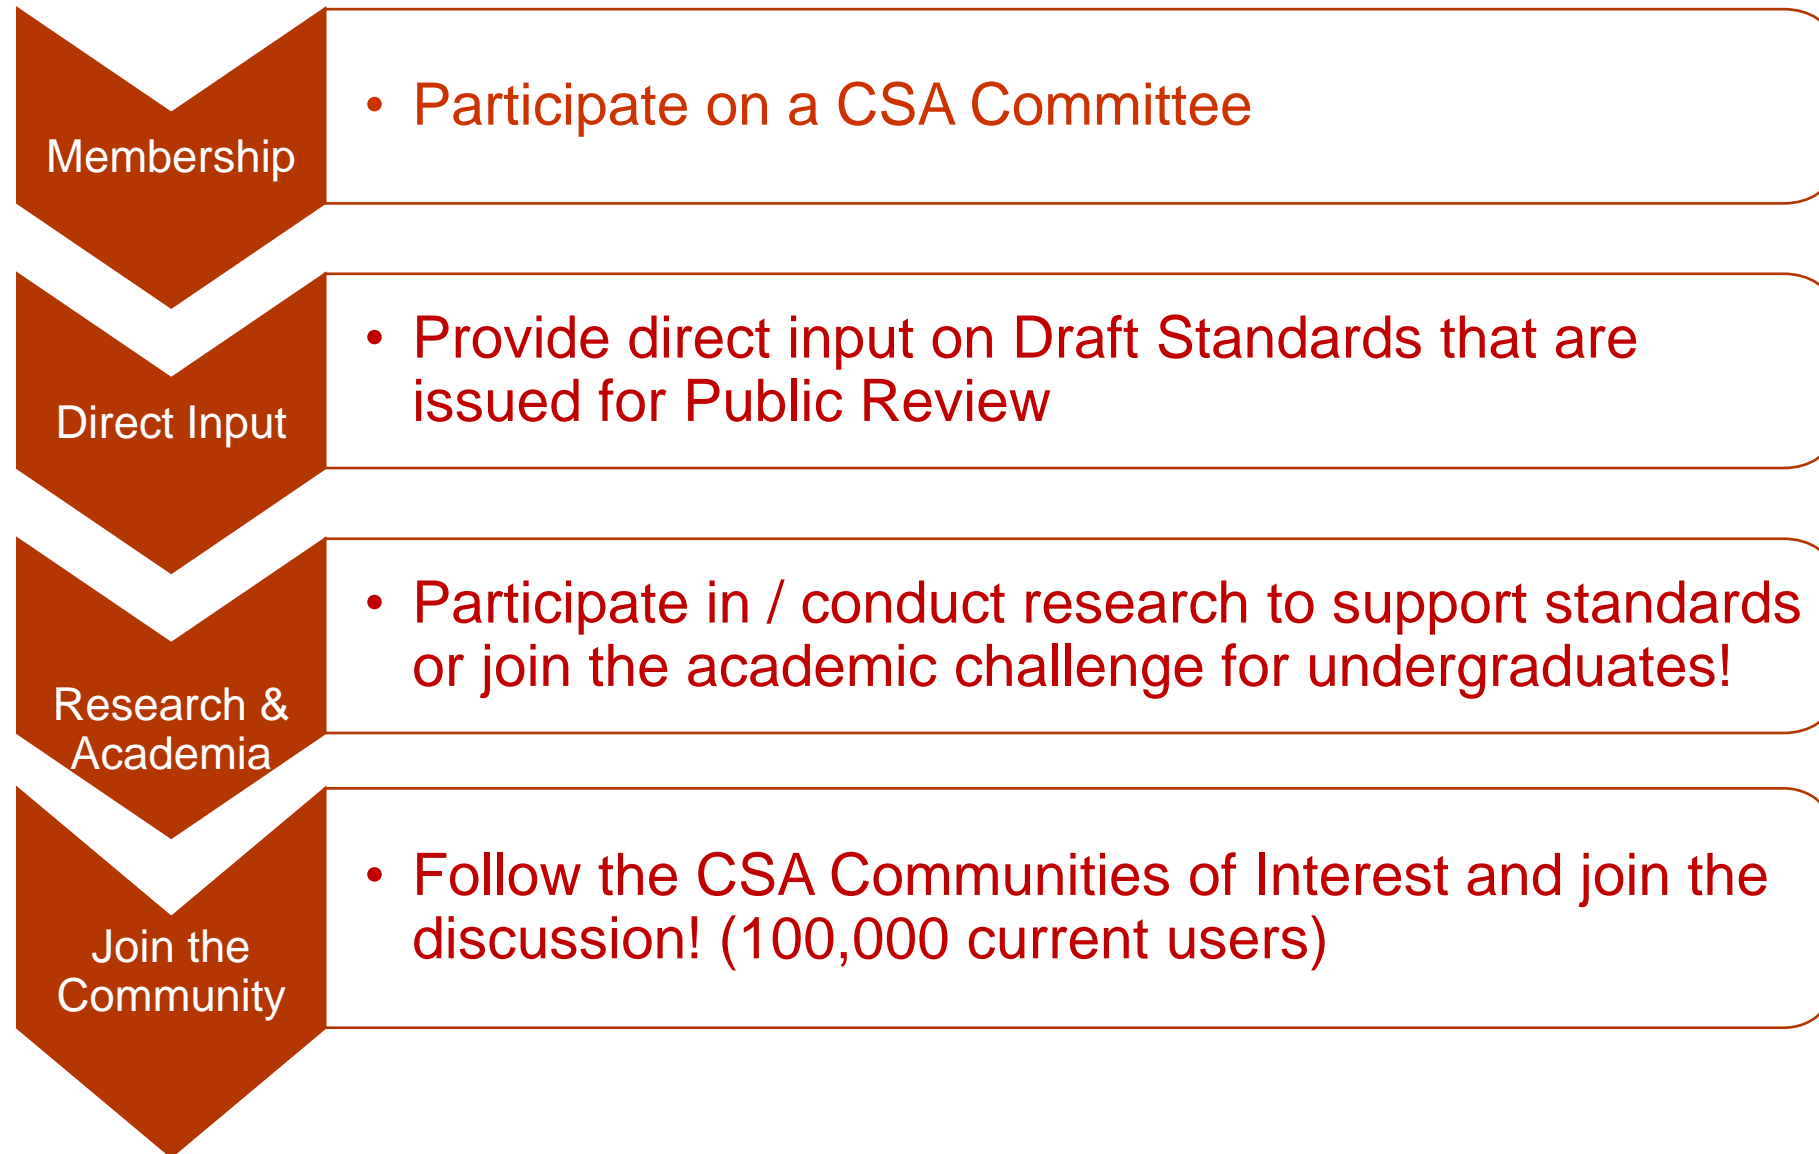 Membership
• Participate on a CSA Committee
Direct Input
• Provide direct input on Draft Standards that are
issued for Public Review
Research &
Academia
• Participate in / conduct research to support standards
or join the academic challenge for undergraduates!
Join the
Community
• Follow the CSA Communities of Interest and join the
discussion! (100,000 current users)